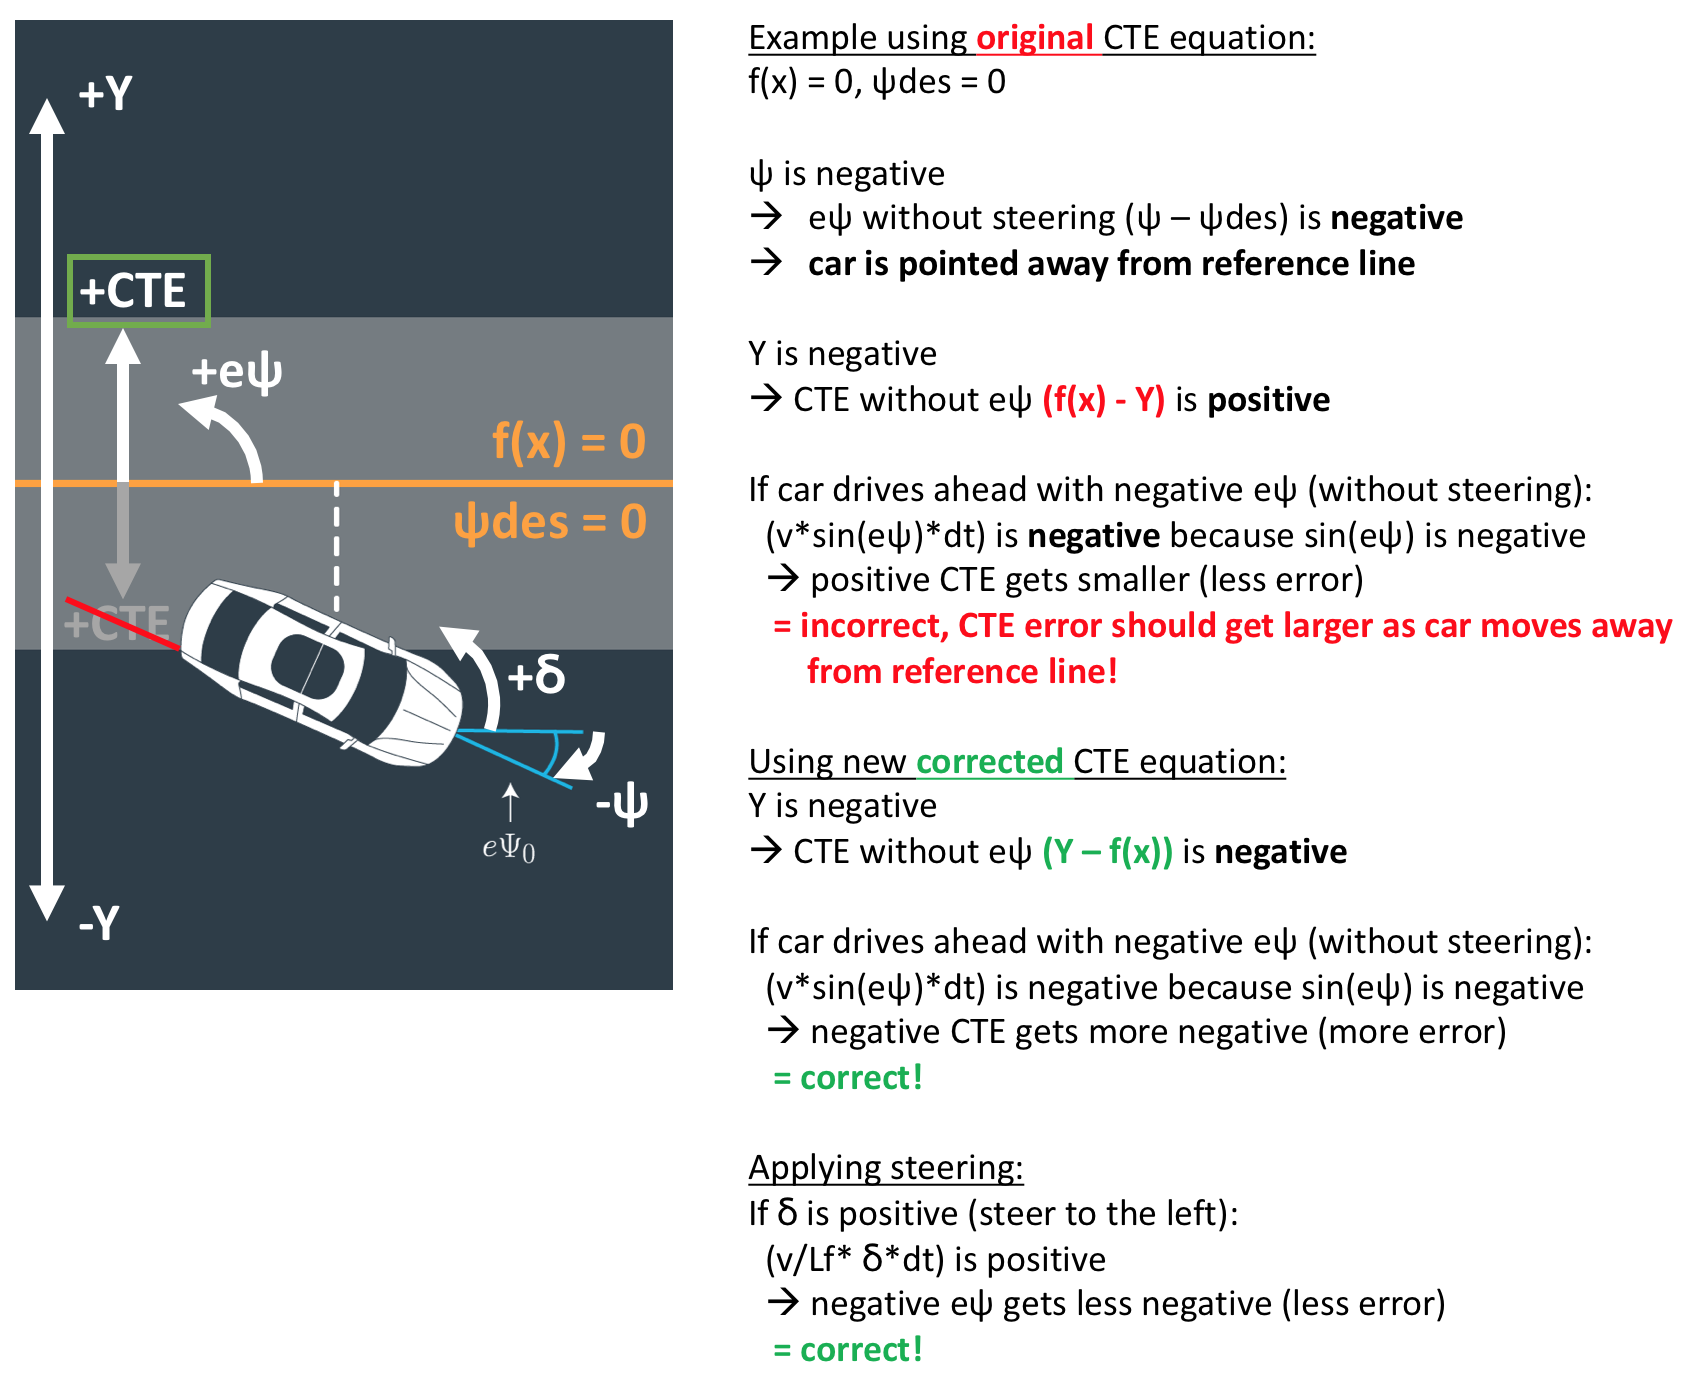 +Y
+CTE
+eψ
f(x) = 0
ψdes = 0
+CTE
+δ
-ψ
eΨ₀
-Y
Example using original CTE equation:
f(x) = 0, ψdes = 0
ψ is negative
→ eψ without steering (ψ – ψdes) is negative
→ car is pointed away from reference line
Y is negative
→ CTE without eψ (f(x) - Y) is positive
If car drives ahead with negative eψ (without steering):
(v*sin(eψ)*dt) is negative because sin(eψ) is negative
→ positive CTE gets smaller (less error)
= incorrect, CTE error should get larger as car moves away
from reference line!
Using new corrected CTE equation:
Y is negative
→ CTE without eψ (Y – f(x)) is negative
If car drives ahead with negative eψ (without steering):
(v*sin(eψ)*dt) is negative because sin(eψ) is negative
→ negative CTE gets more negative (more error)
= correct!
Applying steering:
If δ is positive (steer to the left):
(v/Lf* δ*dt) is positive
→ negative eψ gets less negative (less error)
= correct!